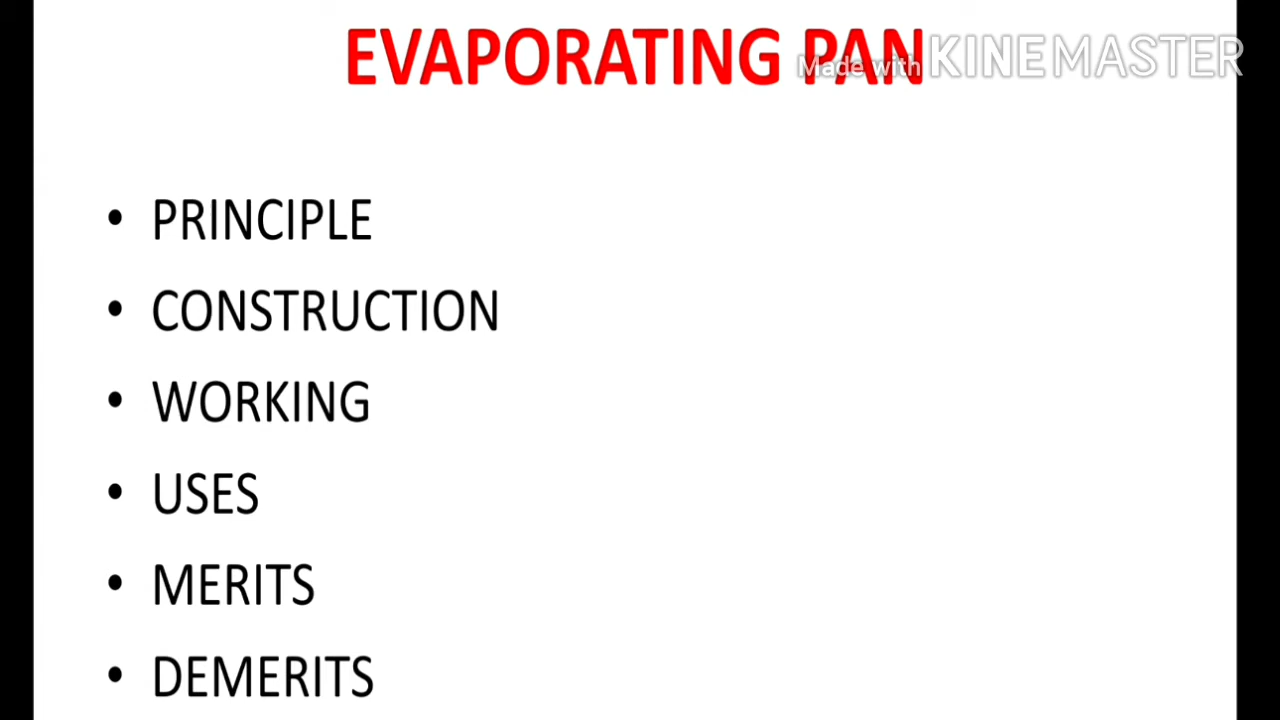 EVAPORATING PAN
Made with KINEMASTER
• PRINCIPLE
• CONSTRUCTION
• WORKING
• USES
• MERITS
• DEMERITS